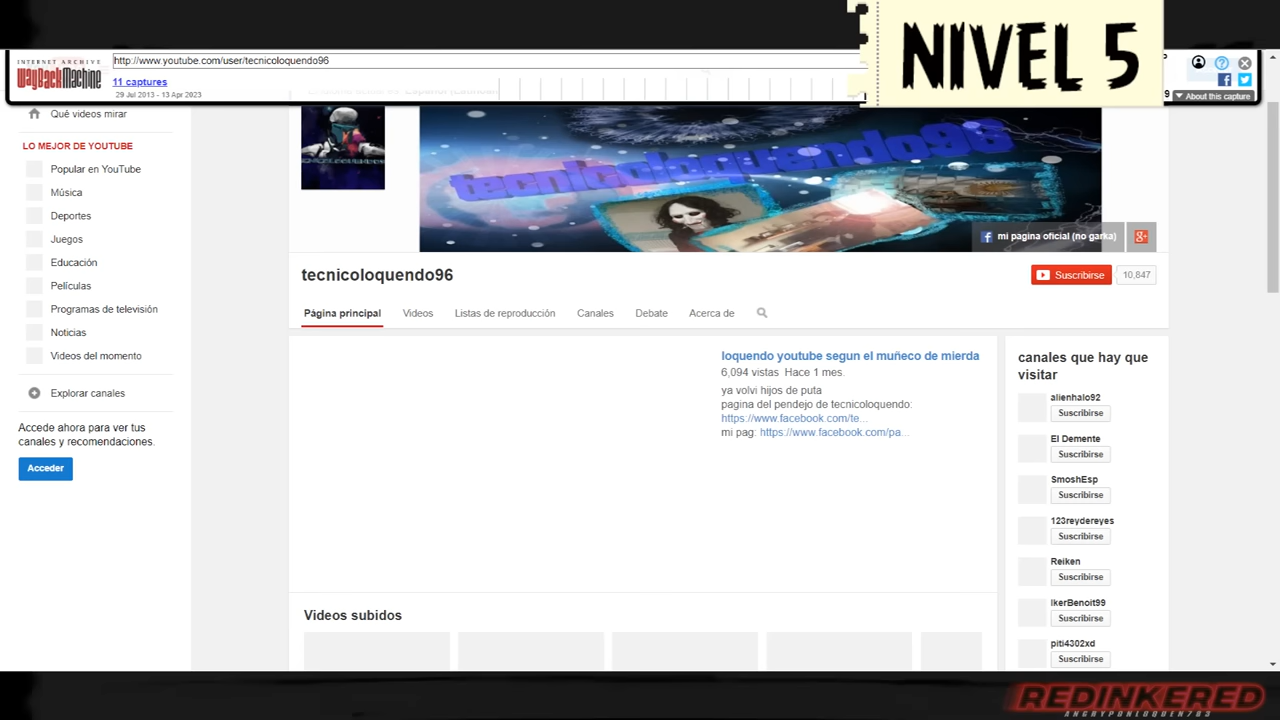 NIVEL 5
INTERNET ARCHIVE
WayBackMachine
http://www.youtube.com/user/tecnicoloquendo96
11 captures
29 Jul 2013 - 13 Apr 2023
About this capture
Qué videos mirar
LO MEJOR DE YOUTUBE
Popular en YouTube
Música
Deportes
Juegos
Educación
Películas
Programas de televisión
Noticias
Videos del momento
Explorar canales
Accede ahora para ver tus
canales y recomendaciones.
Acceder
tecnicoloquendo96
mi pagina oficial (no garka)
tecnicoloquendo96
Suscribirse
10,847
Página principal
Videos
Listas de reproducción
Canales
Debate
Acerca de
loquendo youtube segun el muñeco de mierda
6,094 vistas Hace 1 mes.
ya volvi hijos de puta
pagina del pendejo de tecnicoloquendo:
https://www.facebook.com/te...
mi pag: https://www.facebook.com/pa...
Videos subidos
canales que hay que
visitar
alienhalo92
Suscribirse
El Demente
Suscribirse
SmoshEsp
Suscribirse
123reydereyes
Suscribirse
Reiken
Suscribirse
IkerBenoit99
Suscribirse
piti4302xd
Suscribirse
REDINKERED
ANGRYPONLOQUEN783